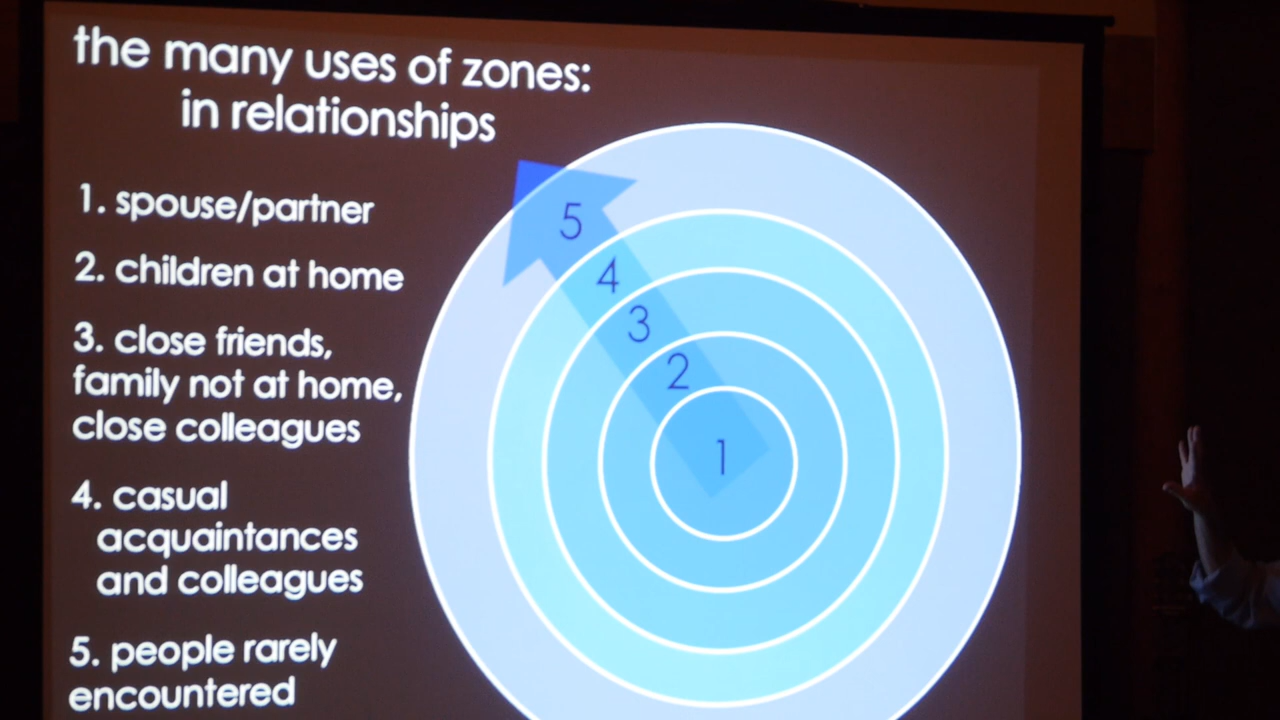 the many uses of zones:
in relationships
1. spouse/partner
2. children at home
3. close friends,
family not at home,
close colleagues
4. casual
acquaintances
and colleagues
5. people rarely
encountered
5
4
3
2
1